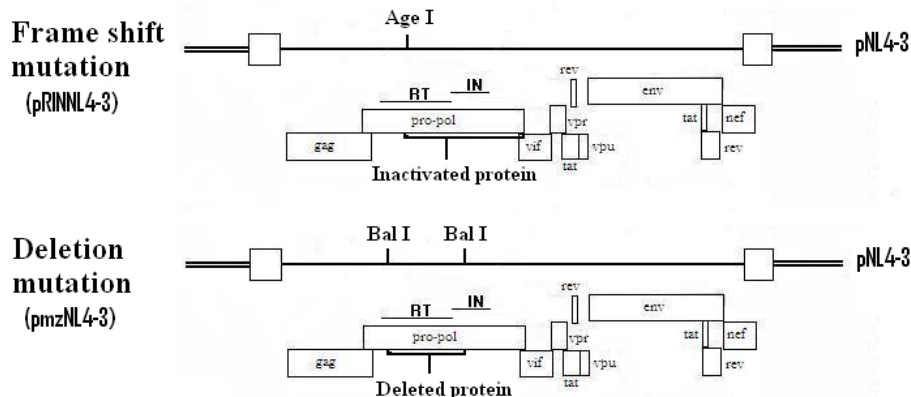 Frame shift
mutation
(pRINNL4-3)
Age I
pNL4-3
rev
RT
IN
env
pro-pol
vpr
tat
nef
gag
vif
vpu
tat
rev
Inactivated protein
Deletion
mutation
(pmzNL4-3)
Bal I Bal I
pNL4-3
rev
RT
IN
env
pro-pol
vpr
tat
nef
gag
vif
vpu
tat
rev
Deleted protein